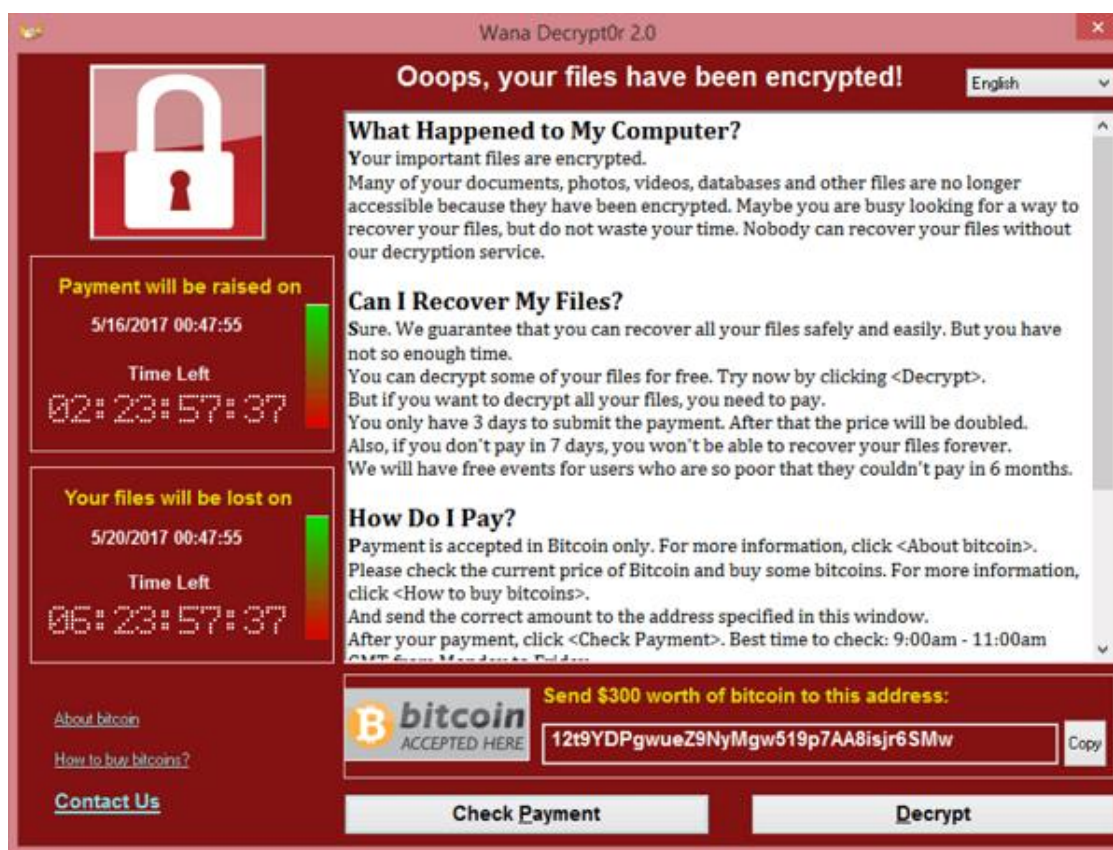 Wana Decrypt0r 2.0
Ooops, your files have been encrypted!
English
What Happened to My Computer?
Your important files are encrypted.
Many of your documents, photos, videos, databases and other files are no longer
accessible because they have been encrypted. Maybe you are busy looking for a way to
recover your files, but do not waste your time. Nobody can recover your files without
our decryption service.
Can I Recover My Files?
Sure. We guarantee that you can recover all your files safely and easily. But you have
not so enough time.
You can decrypt some of your files for free. Try now by clicking <Decrypt>.
But if you want to decrypt all your files, you need to pay.
You only have 3 days to submit the payment. After that the price will be doubled.
Also, if you don't pay in 7 days, you won't be able to recover your files forever.
We will have free events for users who are so poor that they couldn't pay in 6 months.
How Do I Pay?
Payment is accepted in Bitcoin only. For more information, click <About bitcoin>.
Please check the current price of Bitcoin and buy some bitcoins. For more information,
click <How to buy bitcoins>.
And send the correct amount to the address specified in this window.
After your payment, click <Check Payment>. Best time to check: 9:00am - 11:00am
GMT from Monday to Friday.
Payment will be raised on
5/16/2017 00:47:55
Time Left
02:23:57:37
Your files will be lost on
5/20/2017 00:47:55
Time Left
06:23:57:37
About bitcoin
How to buy bitcoins?
Contact Us
bitcoin
ACCEPTED HERE
Send $300 worth of bitcoin to this address:
12t9YDPgwueZ9NyMgw519p7AA8isjr6SMw
Copy
Check Payment
Decrypt